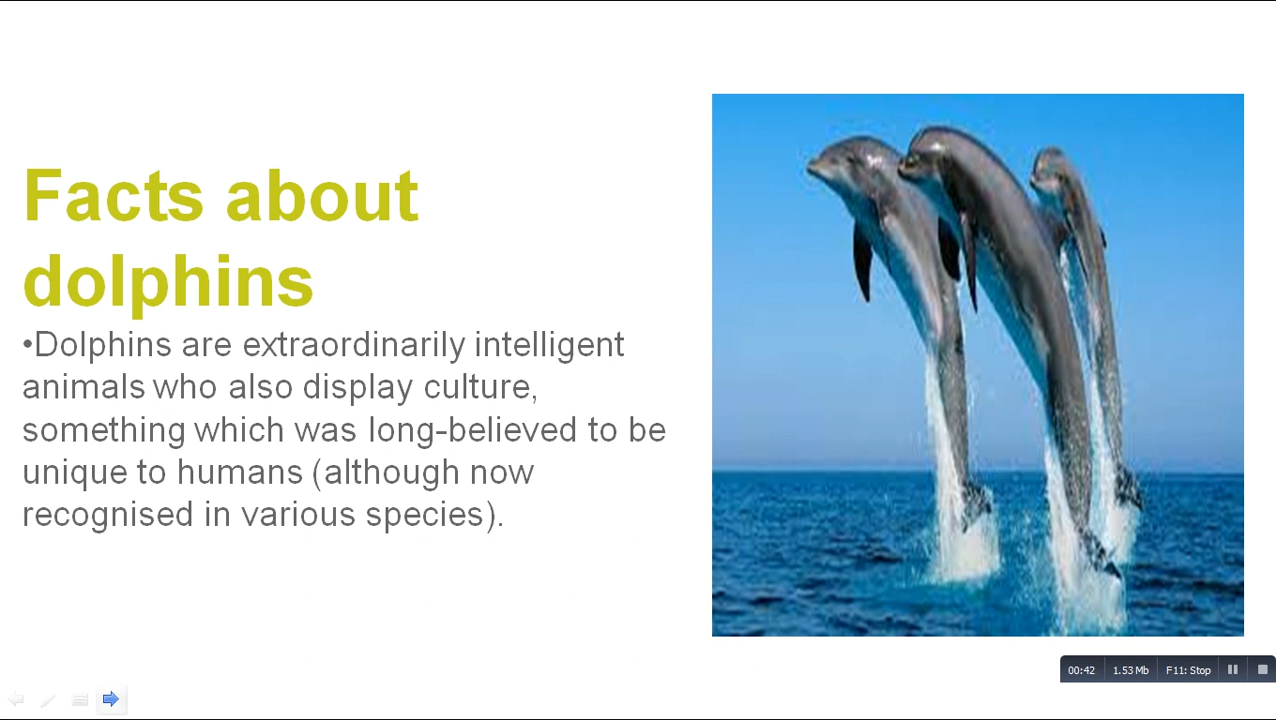 Facts about
dolphins
•Dolphins are extraordinarily intelligent
animals who also display culture,
something which was long-believed to be
unique to humans (although now
recognised in various species).
00:42 1.53 Mb F11: Stop